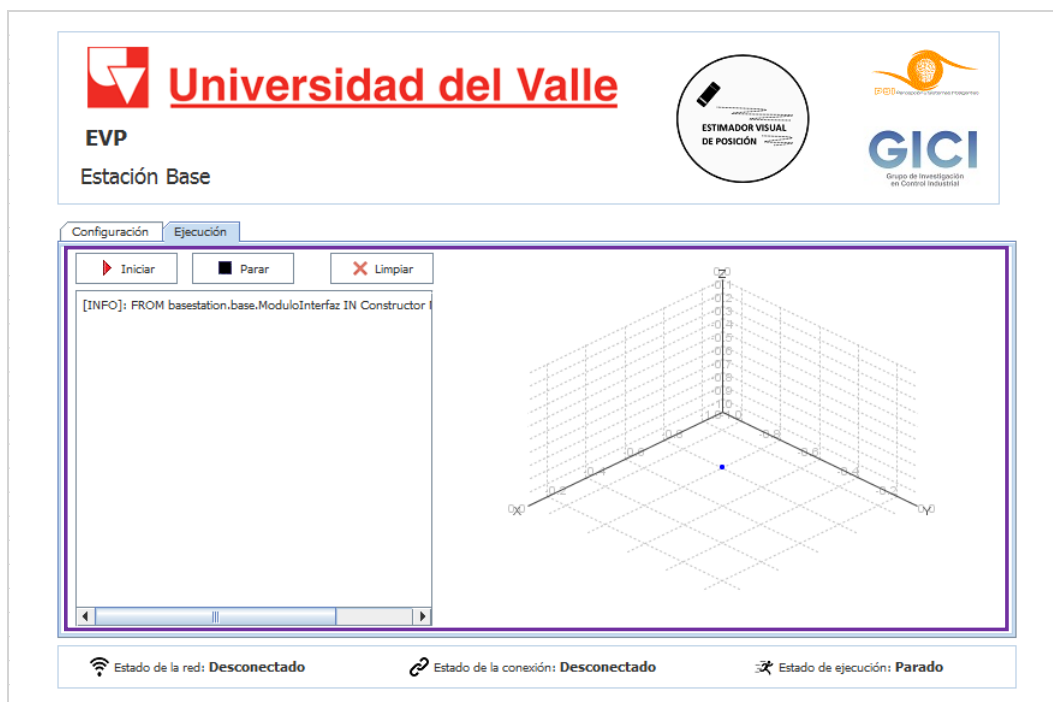 Universidad del Valle
EVP
Estación Base
ESTIMADOR VISUAL
DE POSICIÓN
GICI
Grupo de Investigación
en Control Industrial
Configuración Ejecución
Iniciar Parar Limpiar
[INFO]: FROM basestation.base.ModuloInterfaz IN Constructor
Z
X
Y
Estado de la red: Desconectado Estado de la conexión: Desconectado Estado de ejecución: Parado